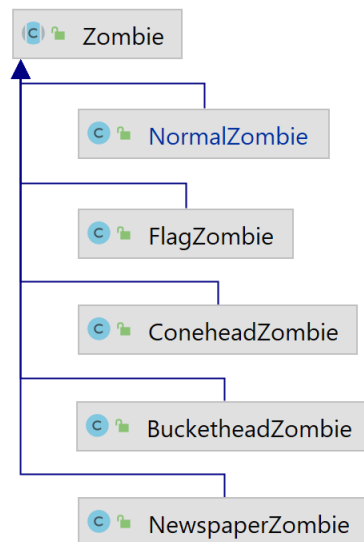 C Zombie
C NormalZombie
C FlagZombie
C ConeheadZombie
C BucketheadZombie
C NewspaperZombie